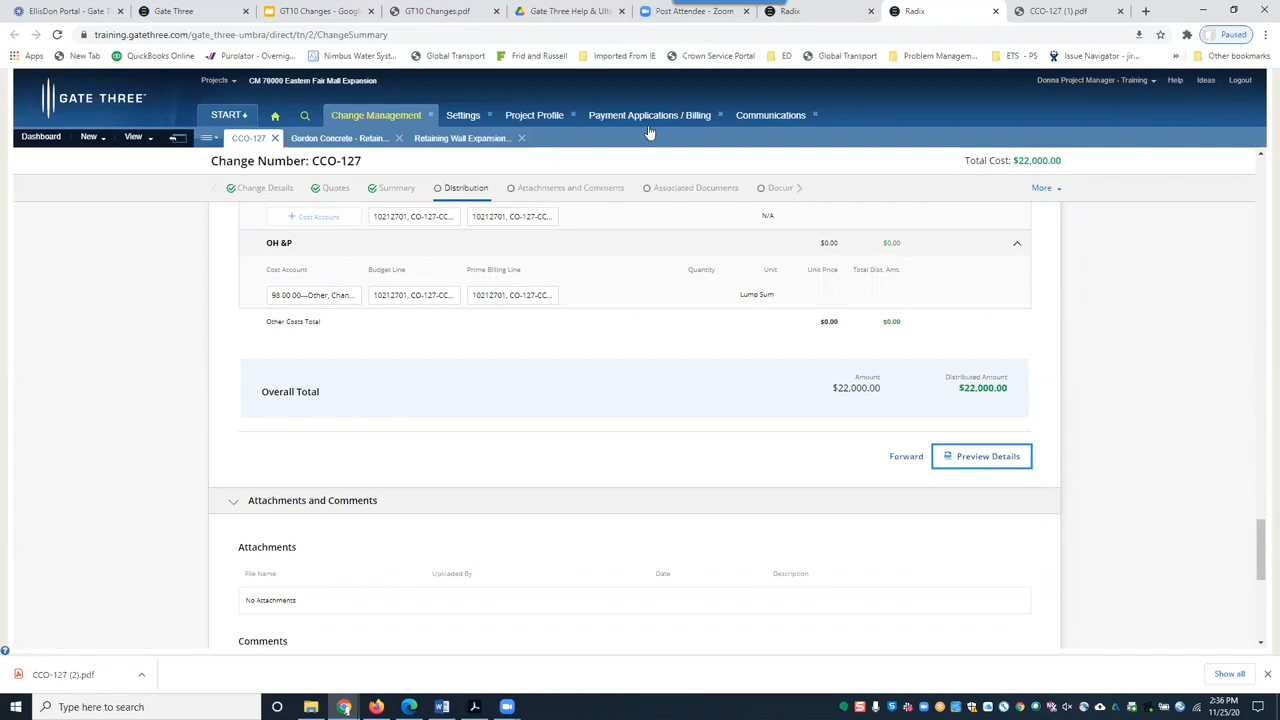 EllisDon Portal - Gate T
Gate Three
GT10 Changes - Goog
GT10 Changes.pdf
Gate Three Help & Ulti
Post Attendee - Zoom
Radix
Radix
CCO-127 (1).pdf
training.gatethree.com/gate_three-umbra/direct/tn/2/ChangeSummary
Paused
Apps
New Tab
QuickBooks Online
Purolator - Overnig...
Nimbus Water Syst...
Global Transport
Frid and Russell
Imported From IE
Crown Service Portal
ED
Global Transport
Problem Managem...
ETS - PS
Issue Navigator - jir...
»
Other bookmarks
GATE THREE
Projects
CM 70000 Eastern Fair Mall Expansion
Donna Project Manager - Training
Help
Ideas
Logout
START
Change Management
Settings
Project Profile
Payment Applications / Billing
Communications
Dashboard
New
View
CCO-127
Gordon Concrete - Retain...
Retaining Wall Expansion...
Change Number: CCO-127
Total Cost: $22,000.00
Change Details
Quotes
Summary
Distribution
Attachments and Comments
Associated Documents
Docum
More
+ Cost Account
10212701, CO-127-CC...
10212701, CO-127-CC...
N/A
OH &P
$0.00
$0.00
Cost Account
Budget Line
Prime Billing Line
Quantity
Unit
Unit Price
Total Dist. Amt.
98 00 00---Other, Chan...
10212701, CO-127-CC...
10212701, CO-127-CC...
Lump Sum
Other Costs Total
$0.00
$0.00
Overall Total
Amount
$22,000.00
Distributed Amount
$22,000.00
Forward
Preview Details
Attachments and Comments
Attachments
File Name
Uploaded By
Date
Description
No Attachments
Comments
CCO-127 (2).pdf
Show all
Type here to search
2:36 PM
11/25/20